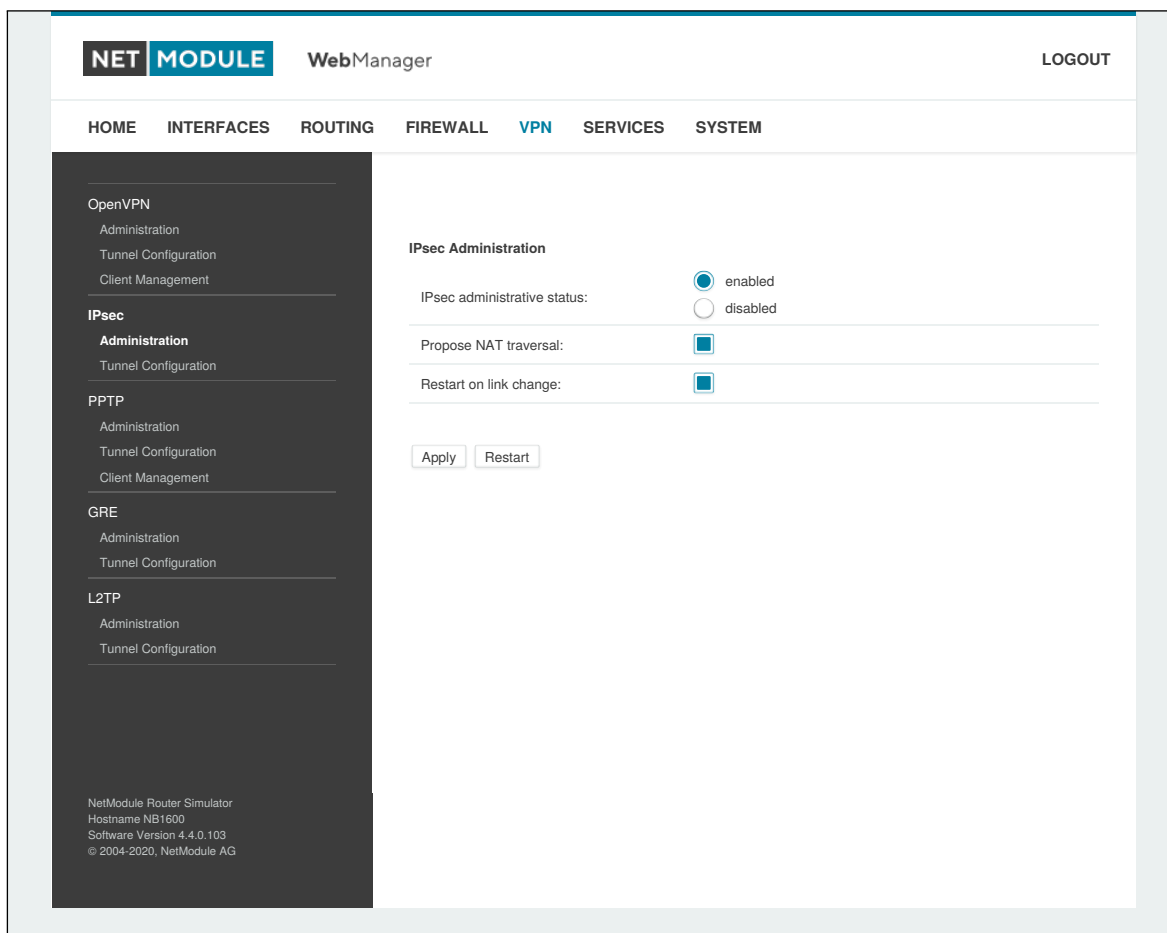 NET MODULE WebManager LOGOUT
HOME INTERFACES ROUTING FIREWALL VPN SERVICES SYSTEM
OpenVPN
Administration
Tunnel Configuration
Client Management
IPsec
Administration
Tunnel Configuration
PPTP
Administration
Tunnel Configuration
Client Management
GRE
Administration
Tunnel Configuration
L2TP
Administration
Tunnel Configuration
NetModule Router Simulator
Hostname NB1600
Software Version 4.4.0.103
© 2004-2020, NetModule AG
IPsec Administration
IPsec administrative status:
enabled
disabled
Propose NAT traversal:
Restart on link change:
Apply Restart